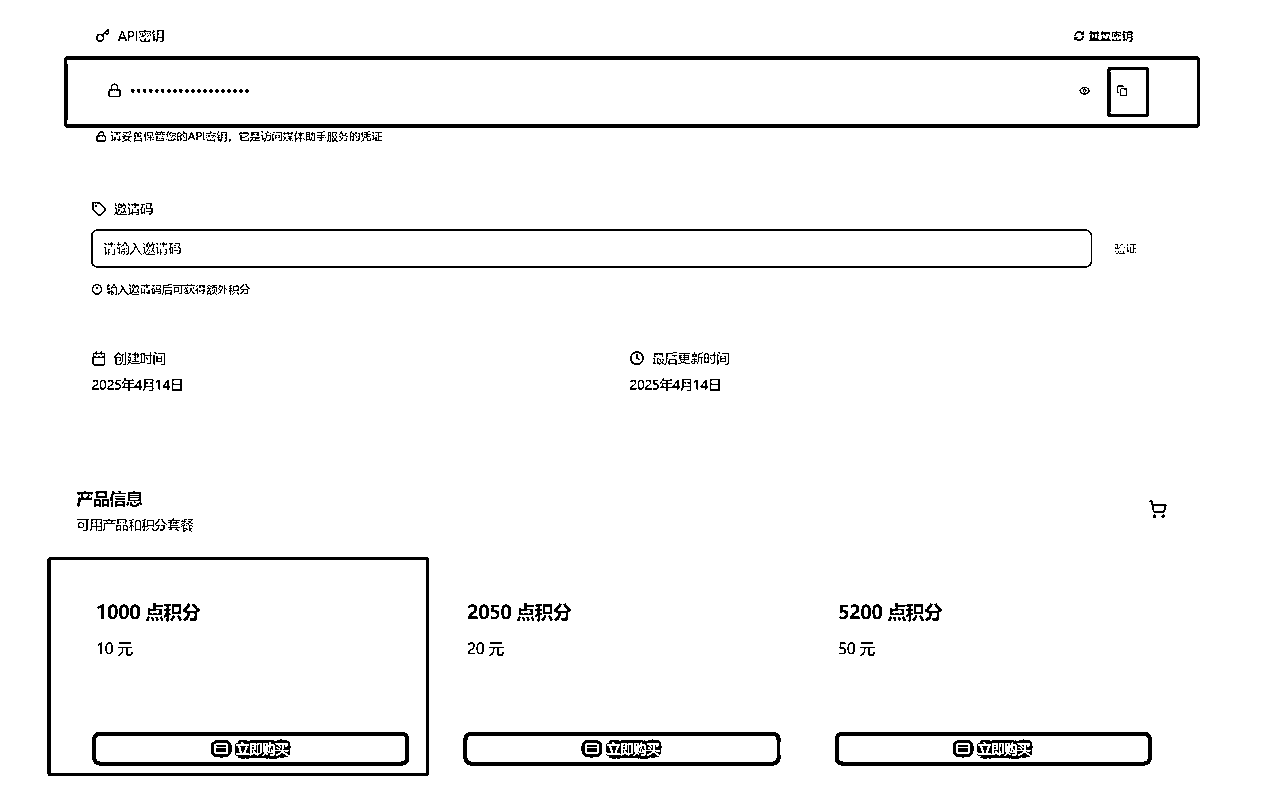 API密钥
重置密钥
••••••••••••••••••••
请妥善保管您的API密钥，它是访问媒体助手服务的凭证
邀请码
请输入邀请码
验证
输入邀请码后可获得额外积分
创建时间
最后更新时间
2025年4月14日
2025年4月14日
产品信息
可用产品和积分套餐
1000 点积分
2050 点积分
5200 点积分
10 元
20 元
50 元
立即购买
立即购买
立即购买